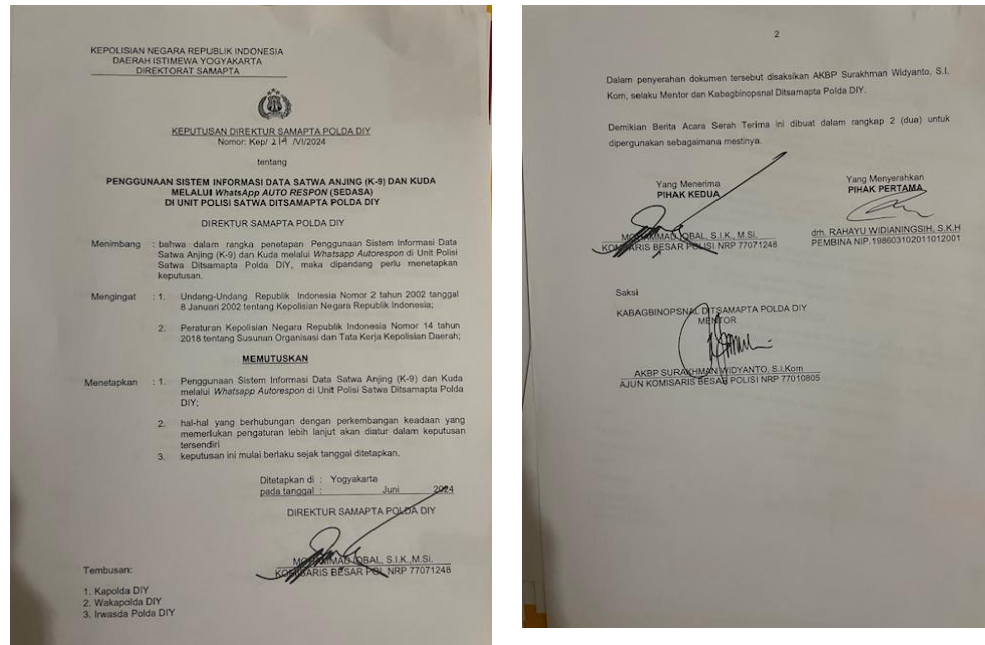 KEPOLISIAN NEGARA REPUBLIK INDONESIA
DAERAH ISTIMEWA YOGYAKARTA
DIREKTORAT SAMAPTA
KEPUTUSAN DIREKTUR SAMAPTA POLDA DIY
Nomor: Kep/ 214 /VI/2024
tentang
PENGGUNAAN SISTEM INFORMASI DATA SATWA ANJING (K-9) DAN KUDA
MELALUI WhatsApp AUTO RESPON (SEDASA)
DI UNIT POLISI SATWA DITSAMAPTA POLDA DIY
DIREKTUR SAMAPTA POLDA DIY
Menimbang : bahwa dalam rangka penetapan Penggunaan Sistem Informasi Data
Satwa Anjing (K-9) dan Kuda melalui Whatsapp Autorespon di Unit Polisi
Satwa Ditsamapta Polda DIY, maka dipandang perlu menetapkan
keputusan.
Mengingat : 1. Undang-Undang Republik Indonesia Nomor 2 tahun 2002 tanggal
8 Januari 2002 tentang Kepolisian Negara Republik Indonesia;
2. Peraturan Kepolisian Negara Republik Indonesia Nomor 14 tahun
2018 tentang Susunan Organisasi dan Tata Kerja Kepolisian Daerah;
MEMUTUSKAN
Menetapkan : 1. Penggunaan Sistem Informasi Data Satwa Anjing (K-9) dan Kuda
melalui Whatsapp Autorespon di Unit Polisi Satwa Ditsamapta Polda
DIY;
2. hal-hal yang berhubungan dengan perkembangan keadaan yang
memerlukan pengaturan lebih lanjut akan diatur dalam keputusan
tersendiri
3. keputusan ini mulai berlaku sejak tanggal ditetapkan.
Ditetapkan di : Yogyakarta
pada tanggal : Juni 2024
DIREKTUR SAMAPTA POLDA DIY
MOHAMMAD IQBAL, S.I.K.,M.Si.
KOMISARIS BESAR POL NRP 77071248
Tembusan:
1. Kapolda DIY
2. Wakapolda DIY
3. Irwasda Polda DIY
2
Dalam penyerahan dokumen tersebut disaksikan AKBP Surakhman Widyanto, S.I.
Kom, selaku Mentor dan Kabagbinopsnal Ditsamapta Polda DIY.
Demikian Berita Acara Serah Terima ini dibuat dalam rangkap 2 (dua) untuk
dipergunakan sebagaimana mestinya.
Yang Menerima
PIHAK KEDUA
MOHAMMAD IQBAL, S.I.K., M.Si.
KOMISARIS BESAR POLISI NRP 77071248
Yang Menyerahkan
PIHAK PERTAMA
drh. RAHAYU WIDIANINGSIH, S.K.H
PEMBINA NIP.198603102011012001
Saksi
KABAGBINOPSNAL DITSAMAPTA POLDA DIY
MENTOR
AKBP SURAKHMAN WIDYANTO, S.I.Kom
AJUN KOMISARIS BESAR POLISI NRP 77010805